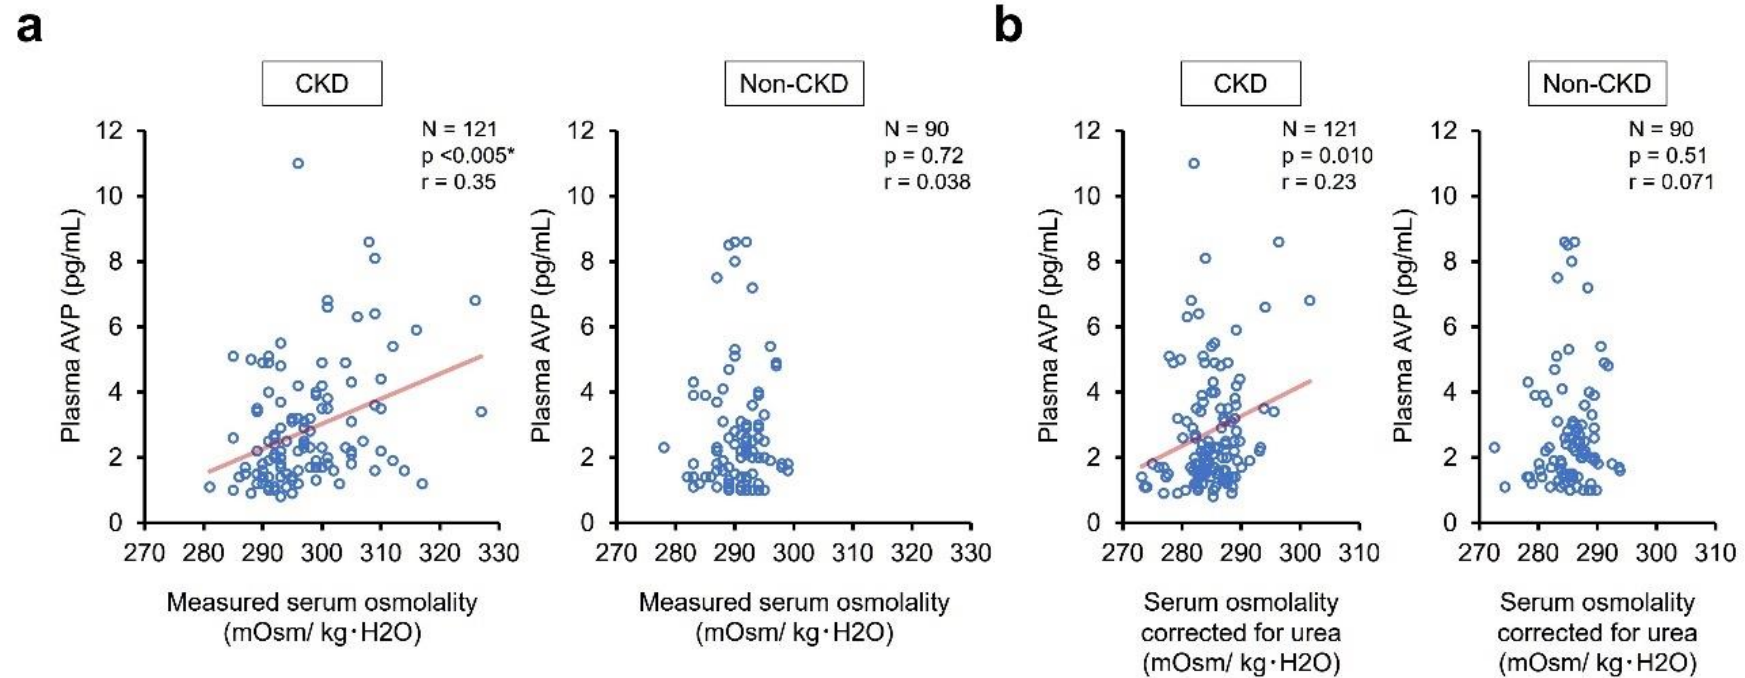 a
b
CKD
Non-CKD
CKD
Non-CKD
N = 121
p <0.005*
r = 0.35
N = 90
p = 0.72
r = 0.038
N = 121
p = 0.010
r = 0.23
N = 90
p = 0.51
r = 0.071
Plasma AVP (pg/mL)
12
10
8
6
4
2
0
270 280 290 300 310 320 330
Measured serum osmolality
(mOsm/ kg・H2O)
Plasma AVP (pg/mL)
12
10
8
6
4
2
0
270 280 290 300 310 320 330
Measured serum osmolality
(mOsm/ kg・H2O)
Plasma AVP (pg/mL)
12
10
8
6
4
2
0
270 280 290 300 310
Serum osmolality
corrected for urea
(mOsm/ kg・H2O)
Plasma AVP (pg/mL)
12
10
8
6
4
2
0
270 280 290 300 310
Serum osmolality
corrected for urea
(mOsm/ kg・H2O)